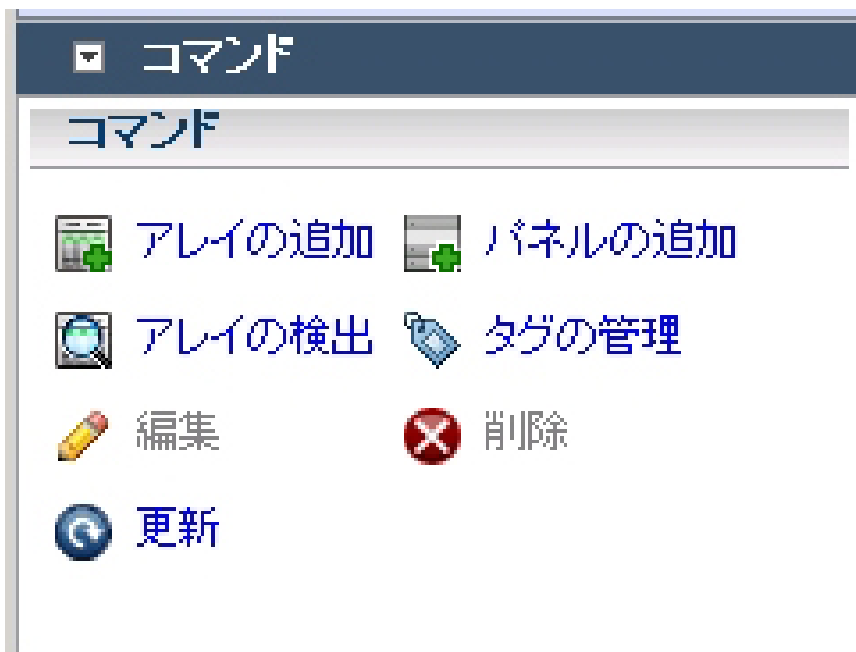 コマンド
コマンド
アレイの追加 パネルの追加
アレイの検出 タグの管理
編集 削除
更新